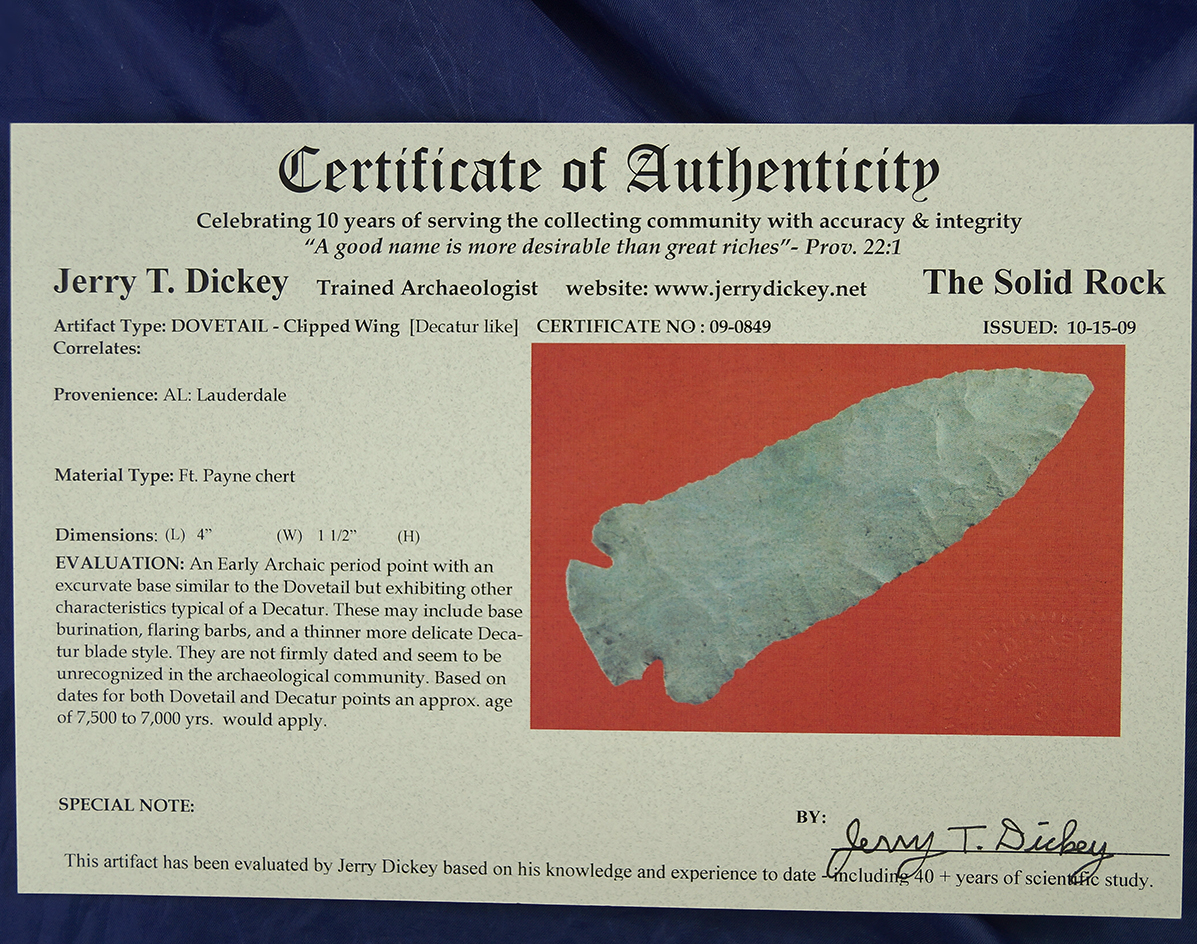 Certificate of Authenticity
Celebrating 10 years of serving the collecting community with accuracy & integrity
“A good name is more desirable than great riches”- Prov. 22:1
Jerry T. Dickey Trained Archaeologist website: www.jerrydickey.net The Solid Rock
Artifact Type: DOVETAIL - Clipped Wing [Decatur like] CERTIFICATE NO : 09-0849 ISSUED: 10-15-09
Correlates:
Provenience: AL: Lauderdale
Material Type: Ft. Payne chert
Dimensions: (L) 4” (W) 1 1/2” (H)
EVALUATION: An Early Archaic period point with an
excurvate base similar to the Dovetail but exhibiting other
characteristics typical of a Decatur. These may include base
burination, flaring barbs, and a thinner more delicate Deca-
tur blade style. They are not firmly dated and seem to be
unrecognized in the archaeological community. Based on
dates for both Dovetail and Decatur points an approx. age
of 7,500 to 7,000 yrs. would apply.
SPECIAL NOTE:
BY: Jerry T. Dickey
This artifact has been evaluated by Jerry Dickey based on his knowledge and experience to date - including 40 + years of scientific study.